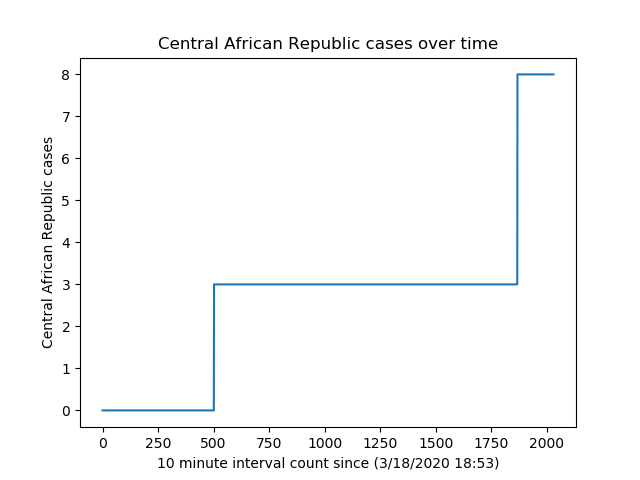 Central African Republic cases over time
Central African Republic cases
8
7
6
5
4
3
2
1
0
0 250 500 750 1000 1250 1500 1750 2000
10 minute interval count since (3/18/2020 18:53)